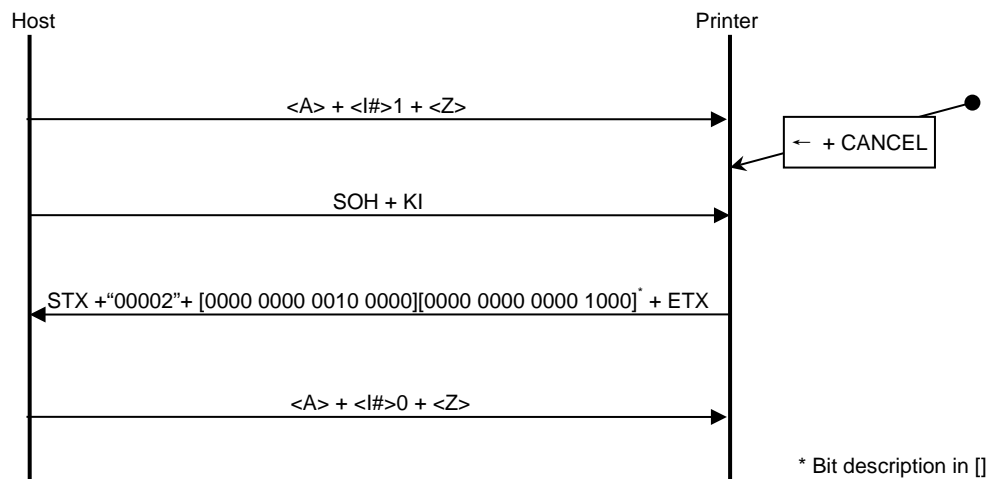 Host Printer
<A> + <I#>1 + <Z>
← + CANCEL
SOH + KI
STX +“00002”+ [0000 0000 0010 0000][0000 0000 0000 1000]* + ETX
<A> + <I#>0 + <Z>
* Bit description in []